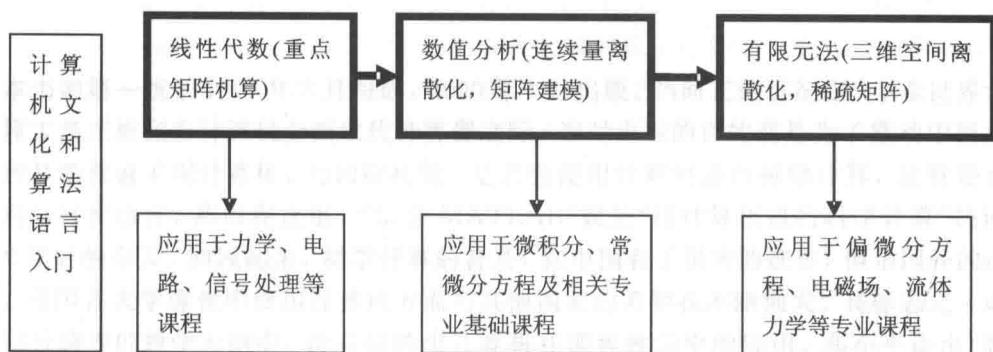 计算
机文
化和
算法
语言
入门
线性代数(重点
矩阵机算)
数值分析(连续量离
散化，矩阵建模)
有限元法(三维空间离
散化，稀疏矩阵)
应用于力学、电
路、信号处理等
课程
应用于微积分、常
微分方程及相关专
业基础课程
应用于偏微分方
程、电磁场、流体
力学等专业课程